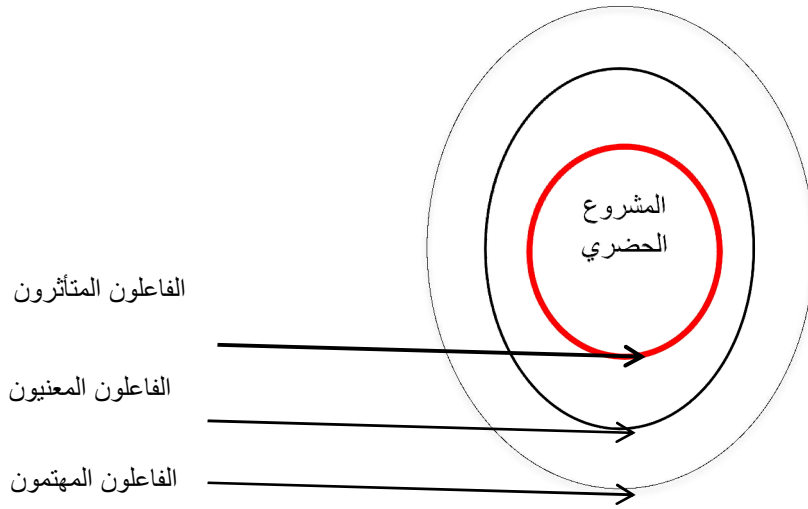 المشروع
الحضري
الفاعلون المتأثرون
الفاعلون المعنيون
الفاعلون المهتمون